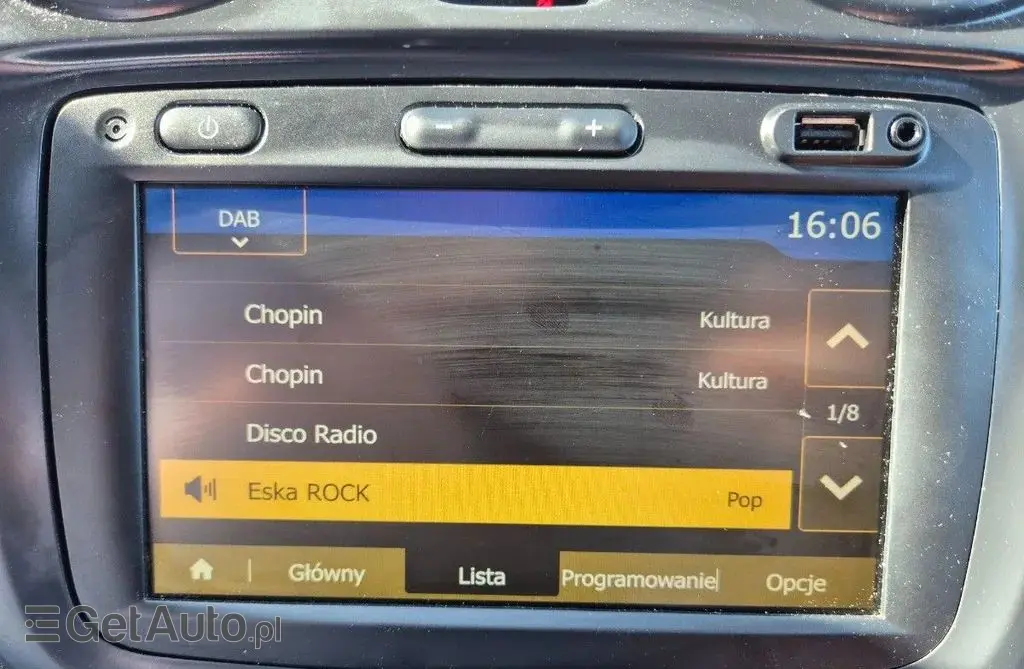 DAB
16:06
Chopin Kultura
Chopin Kultura
1/8
Disco Radio
Eska ROCK Pop
Główny Lista Programowanie Opcje
GetAuto.pl